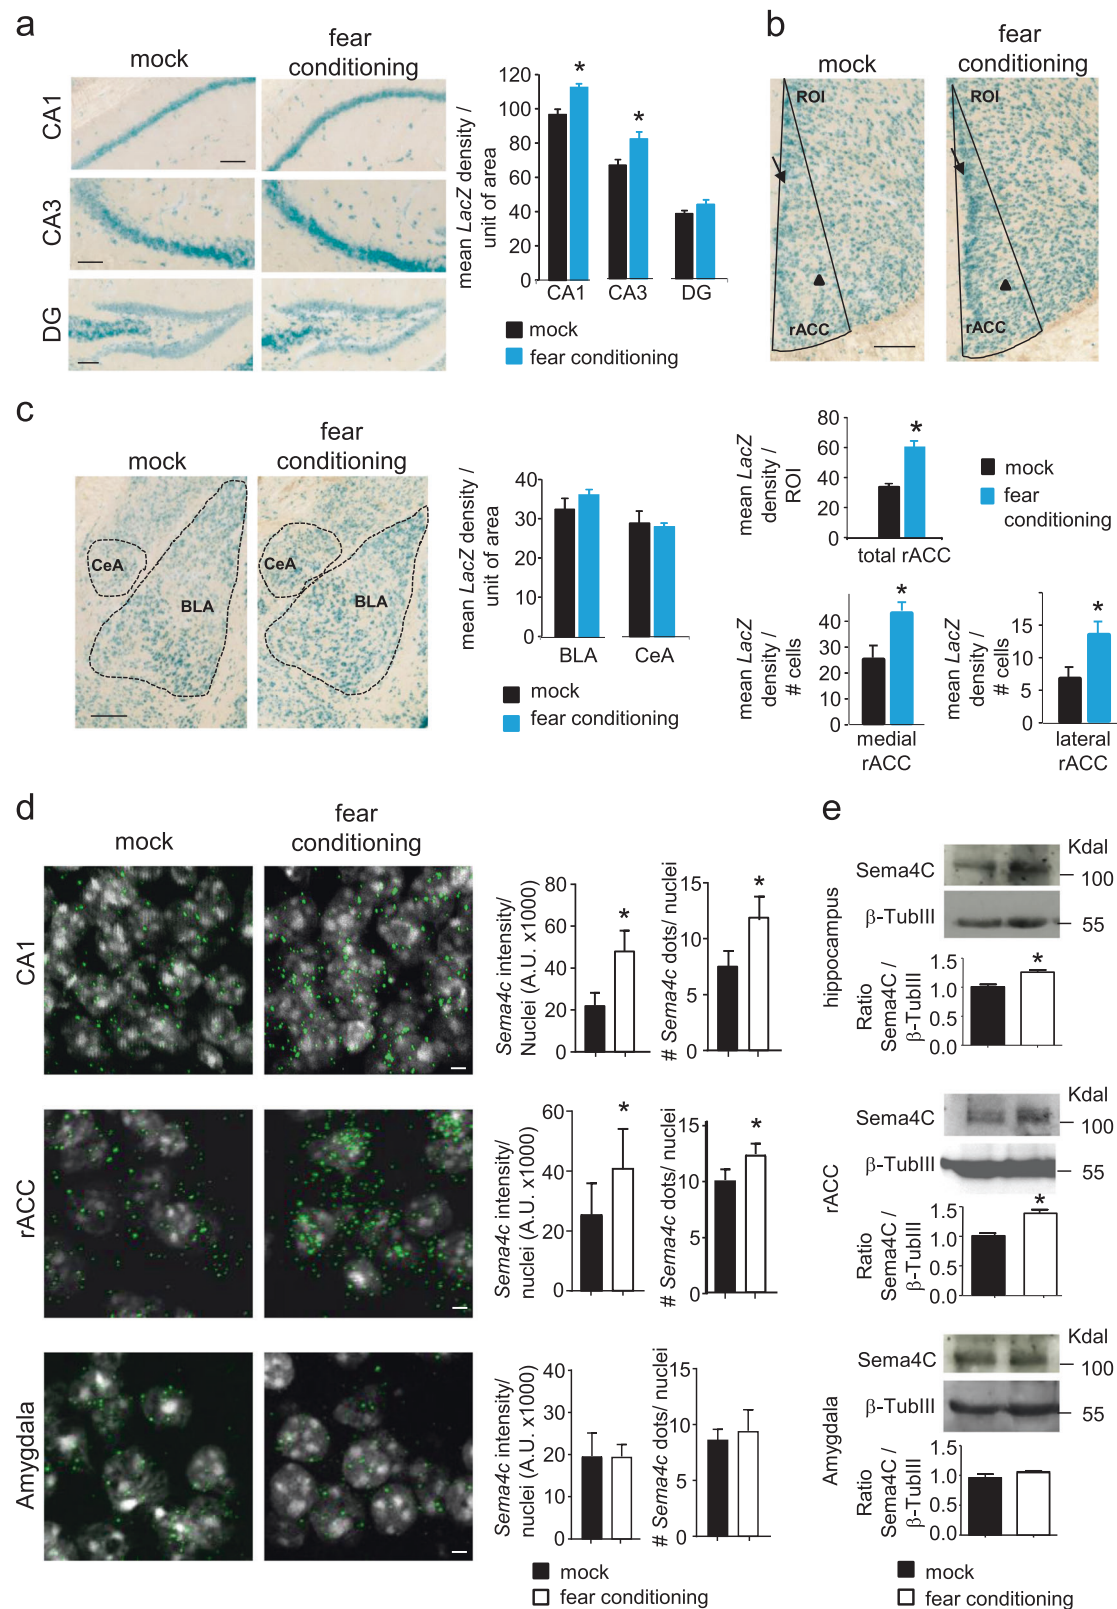 a
mock
fear
conditioning
CA1
CA3
DG
mean LacZ density /
unit of area
120
100
80
60
40
20
0
CA1 CA3 DG
mock
fear conditioning
b
mock
fear
conditioning
ROI
rACC
ROI
rACC
mean LacZ
density /
ROI
80
60
40
20
0
*
total rACC
mock
fear
conditioning
mean LacZ
density /
# cells
40
30
20
10
0
*
medial
rACC
mean LacZ
density /
# cells
15
10
5
0
*
lateral
rACC
c
mock
fear
conditioning
CeA
BLA
CeA
BLA
mean LacZ density /
unit of area
40
30
20
10
0
BLA CeA
mock
fear conditioning
d
mock
fear
conditioning
CA1
Sema4c intensity/
Nuclei (A.U. x1000)
80
60
40
20
0
*
# Sema4c dots/ nuclei
15
10
5
0
*
rACC
Sema4c intensity/
nuclei (A.U. x1000)
60
40
20
0
*
# Sema4c dots/ nuclei
15
10
5
0
*
Amygdala
Sema4c intensity/
nuclei (A.U. x1000)
40
30
20
10
0
# Sema4c dots/ nuclei
15
10
5
0
mock
fear conditioning
e
hippocampus
Kdal
Sema4C
100
β-TubIII
55
Ratio
Sema4C /
β-TubIII
1.5
1.0
0.5
0.0
*
rACC
Kdal
Sema4C
100
β-TubIII
55
Ratio
Sema4C /
β-TubIII
1.5
1.0
0.5
0.0
*
Amygdala
Kdal
Sema4C
100
β-TubIII
55
Ratio
Sema4C /
β-TubIII
1.5
1.0
0.5
0.0
mock
fear conditioning